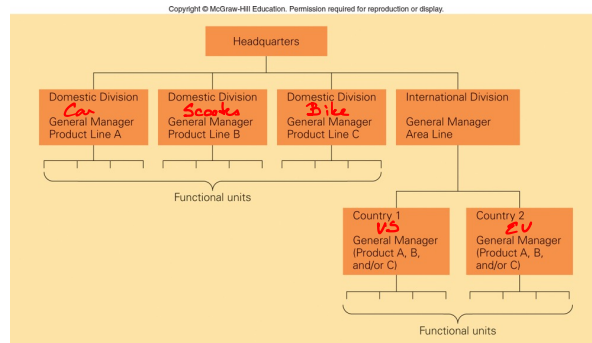 Copyright © McGraw-Hill Education. Permission required for reproduction or display.
Headquarters
Domestic Division
Car
General Manager
Product Line A
Domestic Division
Scooter
General Manager
Product Line B
Domestic Division
Bike
General Manager
Product Line C
International Division
General Manager
Area Line
Functional units
Country 1
US
General Manager
(Product A, B,
and/or C)
Country 2
EU
General Manager
(Product A, B,
and/or C)
Functional units